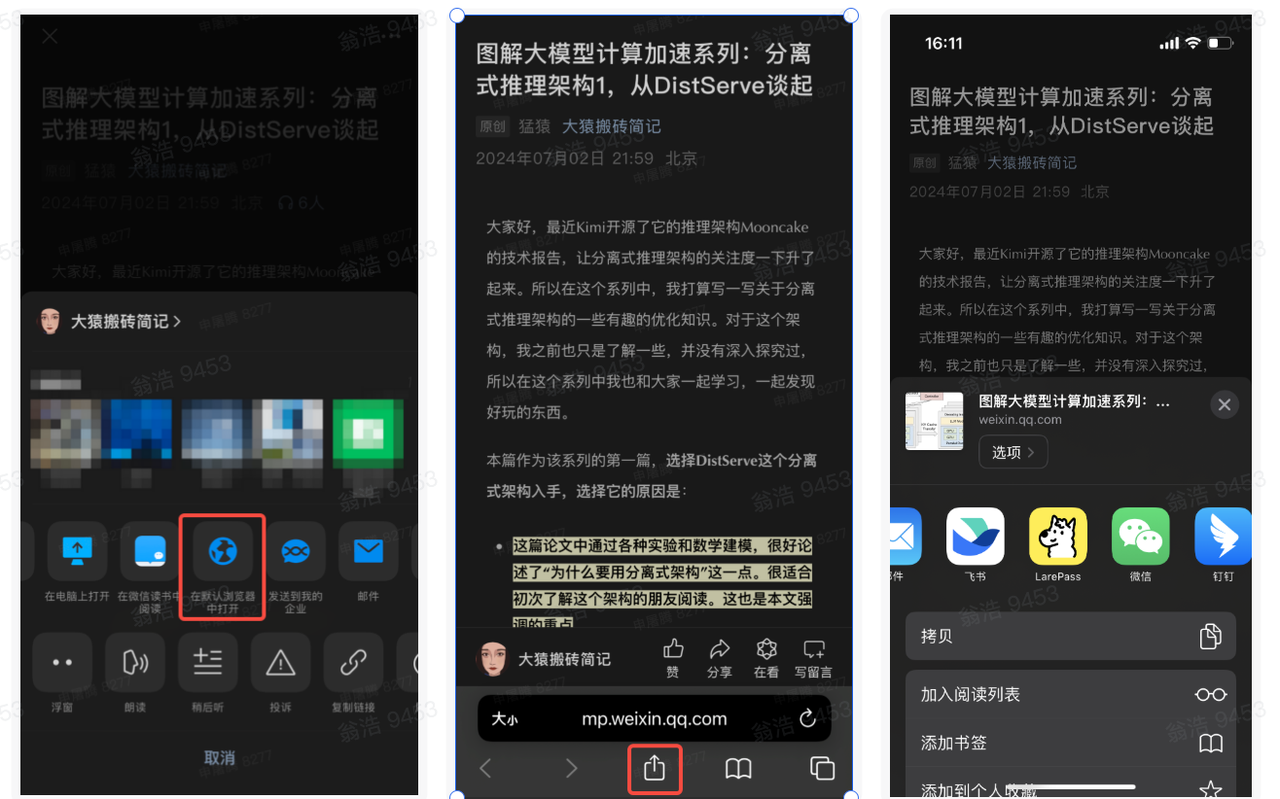 图解大模型计算加速系列：分离
式推理架构1，从DistServe谈起
原创 猛猿 大猿搬砖简记
2024年07月02日 21:59 北京 6人
大家好，最近Kimi开源了它的推理架构Mooncake
大猿搬砖简记
在电脑上打开
在微信读书中
阅读
在默认浏览器
中打开
发送到我的
企业
邮件
浮窗
朗读
稍后听
投诉
复制链接
取消
图解大模型计算加速系列：分离
式推理架构1，从DistServe谈起
原创 猛猿 大猿搬砖简记
2024年07月02日 21:59 北京
大家好，最近Kimi开源了它的推理架构Mooncake
的技术报告，让分离式推理架构的关注度一下升了
起来。所以在这个系列中，我打算写一写关于分离
式推理架构的一些有趣的优化知识。对于这个架
构，我之前也只是了解一些，并没有深入探究过，
所以在这个系列中我也和大家一起学习，一起发现
好玩的东西。
本篇作为该系列的第一篇，选择DistServe这个分离
式架构入手，选择它的原因是：
• 这篇论文中通过各种实验和数学建模，很好论
述了“为什么要用分离式架构”这一点。很适合
初次了解这个架构的朋友阅读。这也是本文强
调的重点
大猿搬砖简记
赞
分享
在看
写留言
大小 mp.weixin.qq.com
16:11
图解大模型计算加速系列：分离
式推理架构1，从DistServe谈起
原创 猛猿 大猿搬砖简记
2024年07月02日 21:59 北京
大家好，最近Kimi开源了它的推理架构Mooncake
的技术报告，让分离式推理架构的关注度一下升了
起来。所以在这个系列中，我打算写一写关于分离
式推理架构的一些有趣的优化知识。对于这个架
构，我之前也只是了解一些，并没有深入探究过，
图解大模型计算加速系列：...
weixin.qq.com
选项
件
飞书
LarePass
微信
钉钉
拷贝
加入阅读列表
添加书签
添加到个人收藏
翁浩 9453
申屠腾 8277